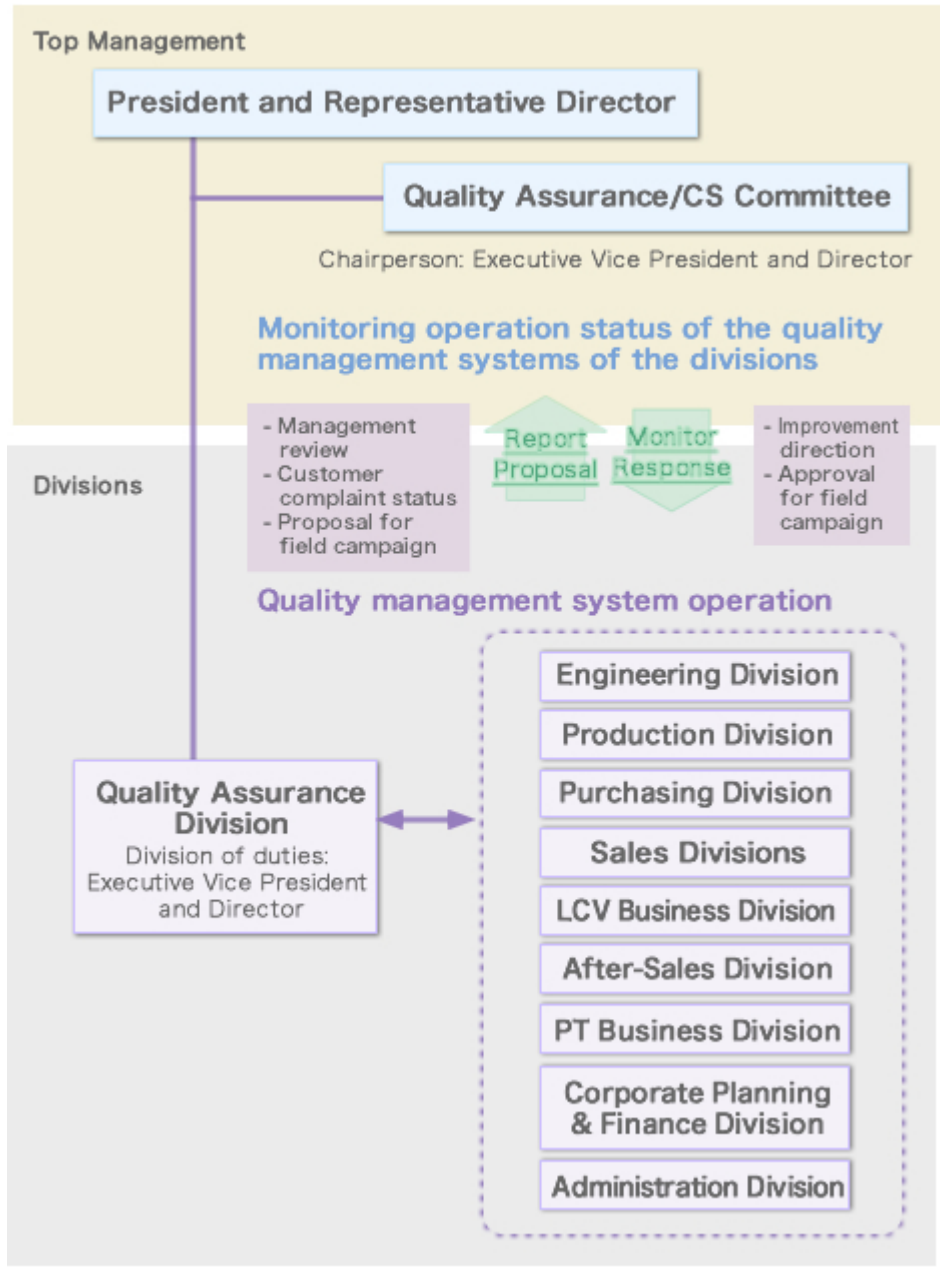 Top Management
President and Representative Director
Quality Assurance/CS Committee
Chairperson: Executive Vice President and Director
Monitoring operation status of the quality
management systems of the divisions
- Management
review
- Customer
complaint status
- Proposal for
field campaign
Report
Proposal
Monitor
Response
- Improvement
direction
- Approval
for field
campaign
Divisions
Quality management system operation
Quality Assurance
Division
Division of duties:
Executive Vice President
and Director
Engineering Division
Production Division
Purchasing Division
Sales Divisions
LCV Business Division
After-Sales Division
PT Business Division
Corporate Planning
& Finance Division
Administration Division